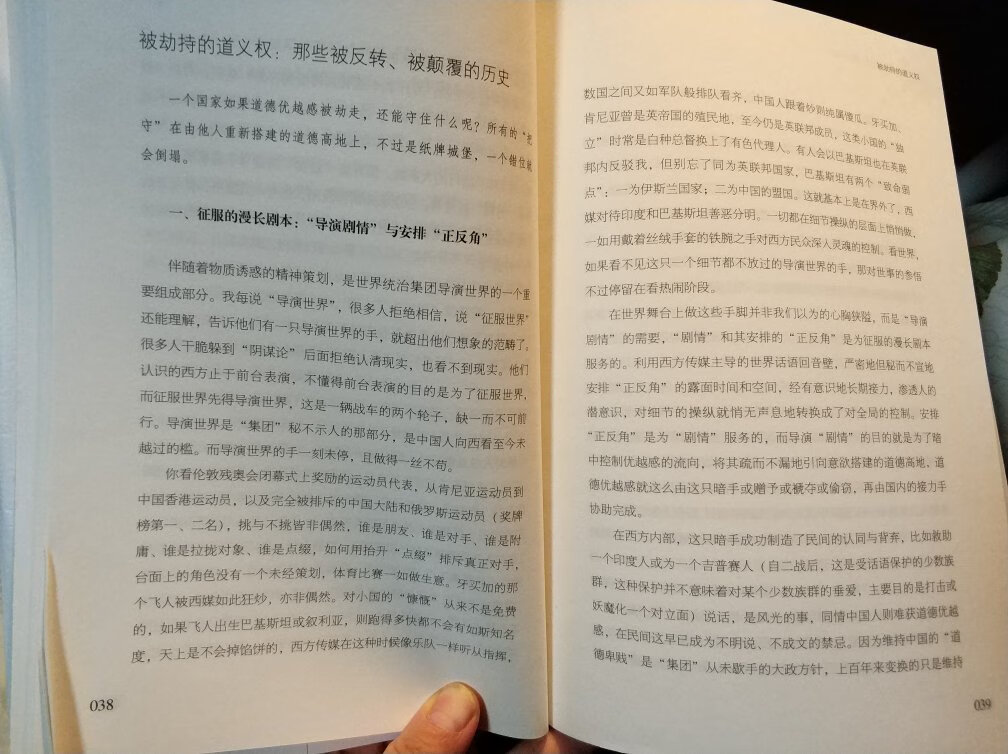 被劫持的道义权：那些被反转、被颠覆的历史
一个国家如果道德优越感被劫走，还能守住什么呢？所有的“把
守”在由他人重新搭建的道德高地上，不过是纸牌城堡，一个错位就
会倒塌。
一、征服的漫长剧本：“导演剧情”与安排“正反角”
伴随着物质诱惑的精神策划，是世界统治集团导演世界的一个重
要组成部分。我每说“导演世界”，很多人拒绝相信，说“征服世界”
还能理解，告诉他们有一只导演世界的手，就超出他们想象的范畴了。
很多人干脆躲到“阴谋论”后面拒绝认清现实，也看不到现实。他们
认识的西方止于前台表演，不懂得前台表演的目的是为了征服世界，
而征服世界先得导演世界，这是一辆战车的两个轮子，缺一而不可前
行。导演世界是“集团”秘不示人的那部分，是中国人向西看至今未
越过的槛。而导演世界的手一刻未停，且做得一丝不苟。
你看伦敦残奥会闭幕式上奖励的运动员代表，从肯尼亚运动员到
中国香港运动员，以及完全被排斥的中国大陆和俄罗斯运动员（奖牌
榜第一、二名），挑与不挑皆非偶然，谁是朋友、谁是对手、谁是附
庸、谁是拉拢对象、谁是点缀，如何用抬升“点缀”排斥真正对手，
台面上的角色没有一个未经策划，体育比赛一如做生意。牙买加的那
个飞人被西媒如此狂炒，亦非偶然。对小国的“慷慨”从来不是免费
的，如果飞人出生巴基斯坦或叙利亚，则跑得多快都不会有如斯知名
度，天上是不会掉馅饼的，西方传媒在这种时候像乐队一样听从指挥，
038
被劫持的道义权
数国之间又如军队般排队看齐，中国人跟着炒则纯属傻瓜。牙买加、
肯尼亚曾是英帝国的殖民地，至今仍是英联邦成员，这类小国的“独
立”时常是白种总督换上了有色代理人。有人会以巴基斯坦也在英联
邦内反驳我，但别忘了同为英联邦国家，巴基斯坦有两个“致命弱
点”：一为伊斯兰国家；二为中国的盟国。这就基本上是在界外了，西
媒对待印度和巴基斯坦善恶分明。一切都在细节操纵的层面上悄悄做，
一如用戴着丝绒手套的铁腕之手对西方民众深入灵魂的控制。看世界，
如果看不见这只一个细节都不放过的导演世界的手，那对世事的参悟
不过停留在看热闹阶段。
在世界舞台上做这些手脚并非我们以为的心胸狭隘，而是“导演
剧情”的需要，“剧情”和其安排的“正反角”是为征服的漫长剧本
服务的。利用西方传媒主导的世界话语回音壁，严密地但秘而不宣地
安排“正反角”的露面时间和空间，经有意识地长期接力，渗透人的
潜意识，对细节的操纵就悄无声息地转换成了对全局的控制。安排
“正反角”是为“剧情”服务的，而导演“剧情”的目的就是为了暗
中控制优越感的流向，将其疏而不漏地引向意欲搭建的道德高地，道
德优越感就这么由这只暗手或赠予或褫夺或偷窃，再由国内的接力手
协助完成。
在西方内部，这只暗手成功制造了民间的认同与背弃，比如救助
一个印度人或为一个吉普赛人（自二战后，这是受话语保护的少数族
群，这种保护并不意味着对某个少数族群的垂爱，主要目的是打击或
妖魔化一个对立面）说话，是风光的事，同情中国人则难获道德优越
感，在民间这早已成为不明说、不成文的禁忌。因为维持中国的“道
德卑贱”是“集团”从未歇手的大政方针，上百年来变换的只是维持
039